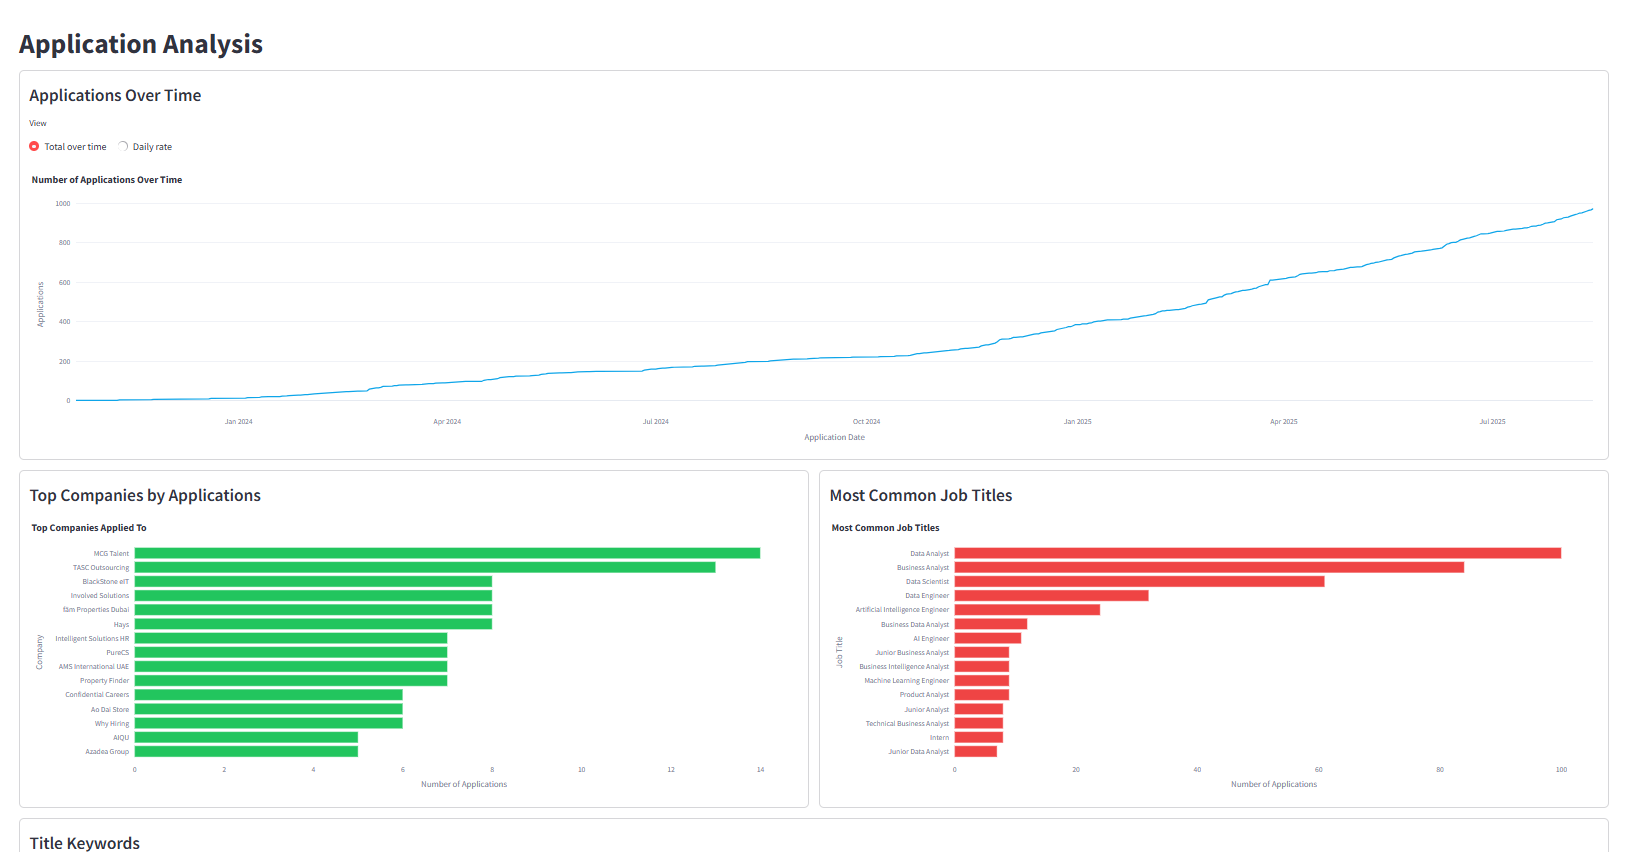 Application Analysis
Applications Over Time
View
Total over time
Daily rate
Number of Applications Over Time
1000
800
600
400
200
0
Applications
Jan 2024
Apr 2024
Jul 2024
Oct 2024
Jan 2025
Apr 2025
Jul 2025
Application Date
Top Companies by Applications
Top Companies Applied To
Company
MCG Talent
TASC Outsourcing
BlackStone eIT
Involved Solutions
fäm Properties Dubai
Hays
Intelligent Solutions HR
PureCS
AMS International UAE
Property Finder
Confidential Careers
Ao Dai Store
Why Hiring
AIQU
Azadea Group
0
2
4
6
8
10
12
14
Number of Applications
Most Common Job Titles
Most Common Job Titles
Job Title
Data Analyst
Business Analyst
Data Scientist
Data Engineer
Artificial Intelligence Engineer
Business Data Analyst
AI Engineer
Junior Business Analyst
Business Intelligence Analyst
Machine Learning Engineer
Product Analyst
Junior Analyst
Technical Business Analyst
Intern
Junior Data Analyst
0
20
40
60
80
100
Number of Applications
Title Keywords